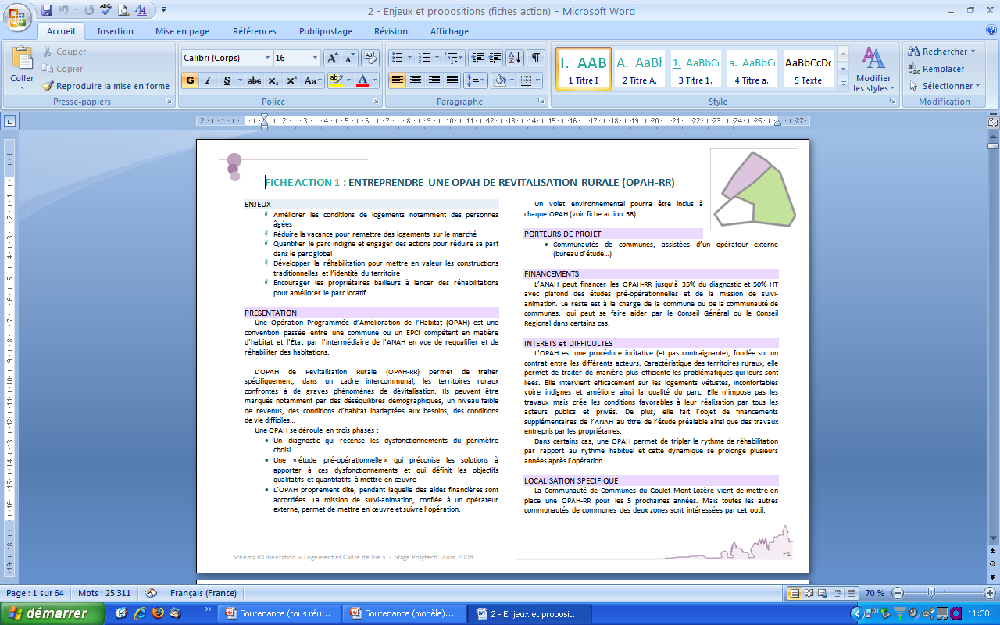 2 - Enjeux et propositions (fiches action) - Microsoft Word
Accueil Insertion Mise en page Références Publipostage Révision Affichage
Coller
Couper
Copier
Reproduire la mise en forme
Presse-papiers
Calibri (Corps) 16
G I S abc x₂ x² Aa
Police
Paragraphe
I. AAB A. AaBb 1. AaBbCc a. AaBbCc AaBbCcDc
1 Titre I 2 Titre A. 3 Titre 1. 4 Titre a. 5 Texte
Modifier
les styles
Style
Rechercher
Remplacer
Sélectionner
Modification
FICHE ACTION 1 : ENTREPRENDRE UNE OPAH DE REVITALISATION RURALE (OPAH-RR)
ENJEUX
Améliorer les conditions de logements notamment des personnes
âgées
Réduire la vacance pour remettre des logements sur le marché
Quantifier le parc indigne et engager des actions pour réduire sa part
dans le parc global
Développer la réhabilitation pour mettre en valeur les constructions
traditionnelles et l'identité du territoire
Encourager les propriétaires bailleurs à lancer des réhabilitations
pour améliorer le parc locatif
PRESENTATION
Une Opération Programmée d'Amélioration de l'Habitat (OPAH) est une
convention passée entre une commune ou un EPCI compétent en matière
d'habitat et l'État par l'intermédiaire de l'ANAH en vue de requalifier et de
réhabiliter des habitations.
L'OPAH de Revitalisation Rurale (OPAH-RR) permet de traiter
spécifiquement, dans un cadre intercommunal, les territoires ruraux
confrontés à de graves phénomènes de dévitalisation. Ils peuvent être
marqués notamment par des déséquilibres démographiques, un niveau faible
de revenus, des conditions d'habitat inadaptées aux besoins, des conditions
de vie difficiles...
Une OPAH se déroule en trois phases :
Un diagnostic qui recense les dysfonctionnements du périmètre
choisi
Une « étude pré-opérationnelle » qui préconise les solutions à
apporter à ces dysfonctionnements et qui définit les objectifs
qualitatifs et quantitatifs à mettre en œuvre
L'OPAH proprement dite, pendant laquelle des aides financières sont
accordées. La mission de suivi-animation, confiée à un opérateur
externe, permet de mettre en œuvre et suivre l'opération.
Un volet environnemental pourra être inclus à
chaque OPAH (voir fiche action 58).
PORTEURS DE PROJET
Communautés de communes, assistées d'un opérateur externe
(bureau d'étude...)
FINANCEMENTS
L'ANAH peut financer les OPAH-RR jusqu'à 35% du diagnostic et 50% HT
avec plafond des études pré-opérationnelles et de la mission de suivi-
animation. Le reste est à la charge de la commune ou de la communauté de
communes, qui peut se faire aider par le Conseil Général ou le Conseil
Régional dans certains cas.
INTERETS et DIFFICULTES
L'OPAH est une procédure incitative (et pas contraignante), fondée sur un
contrat entre les différents acteurs. Caractéristique des territoires ruraux, elle
permet de traiter de manière plus efficiente les problématiques qui leurs sont
liées. Elle intervient efficacement sur les logements vétustes, inconfortables
voire indignes et améliore ainsi la qualité du parc. Elle n'impose pas les
travaux mais crée les conditions favorables à leur réalisation par tous les
acteurs publics et privés. De plus, elle fait l'objet de financements
supplémentaires de l'ANAH au titre de l'étude préalable ainsi que des travaux
entrepris par les propriétaires.
Dans certains cas, une OPAH permet de tripler le rythme de réhabilitation
par rapport au rythme habituel et cette dynamique se prolonge plusieurs
années après l'opération.
LOCALISATION SPECIFIQUE
La Communauté de Communes du Goulet Mont-Lozère vient de mettre en
place une OPAH-RR pour les 5 prochaines années. Mais toutes les autres
communautés de communes des deux zones sont intéressées par cet outil.
Schéma d'Orientation « Logement et Cadre de Vie » - Stage Polytech'Tours 2008
F1
Page : 1 sur 64 Mots : 25 311 Français (France) 70 %
démarrer Soutenance (tous réu... Soutenance (modèle)... 2 - Enjeux et proposit... 11:38